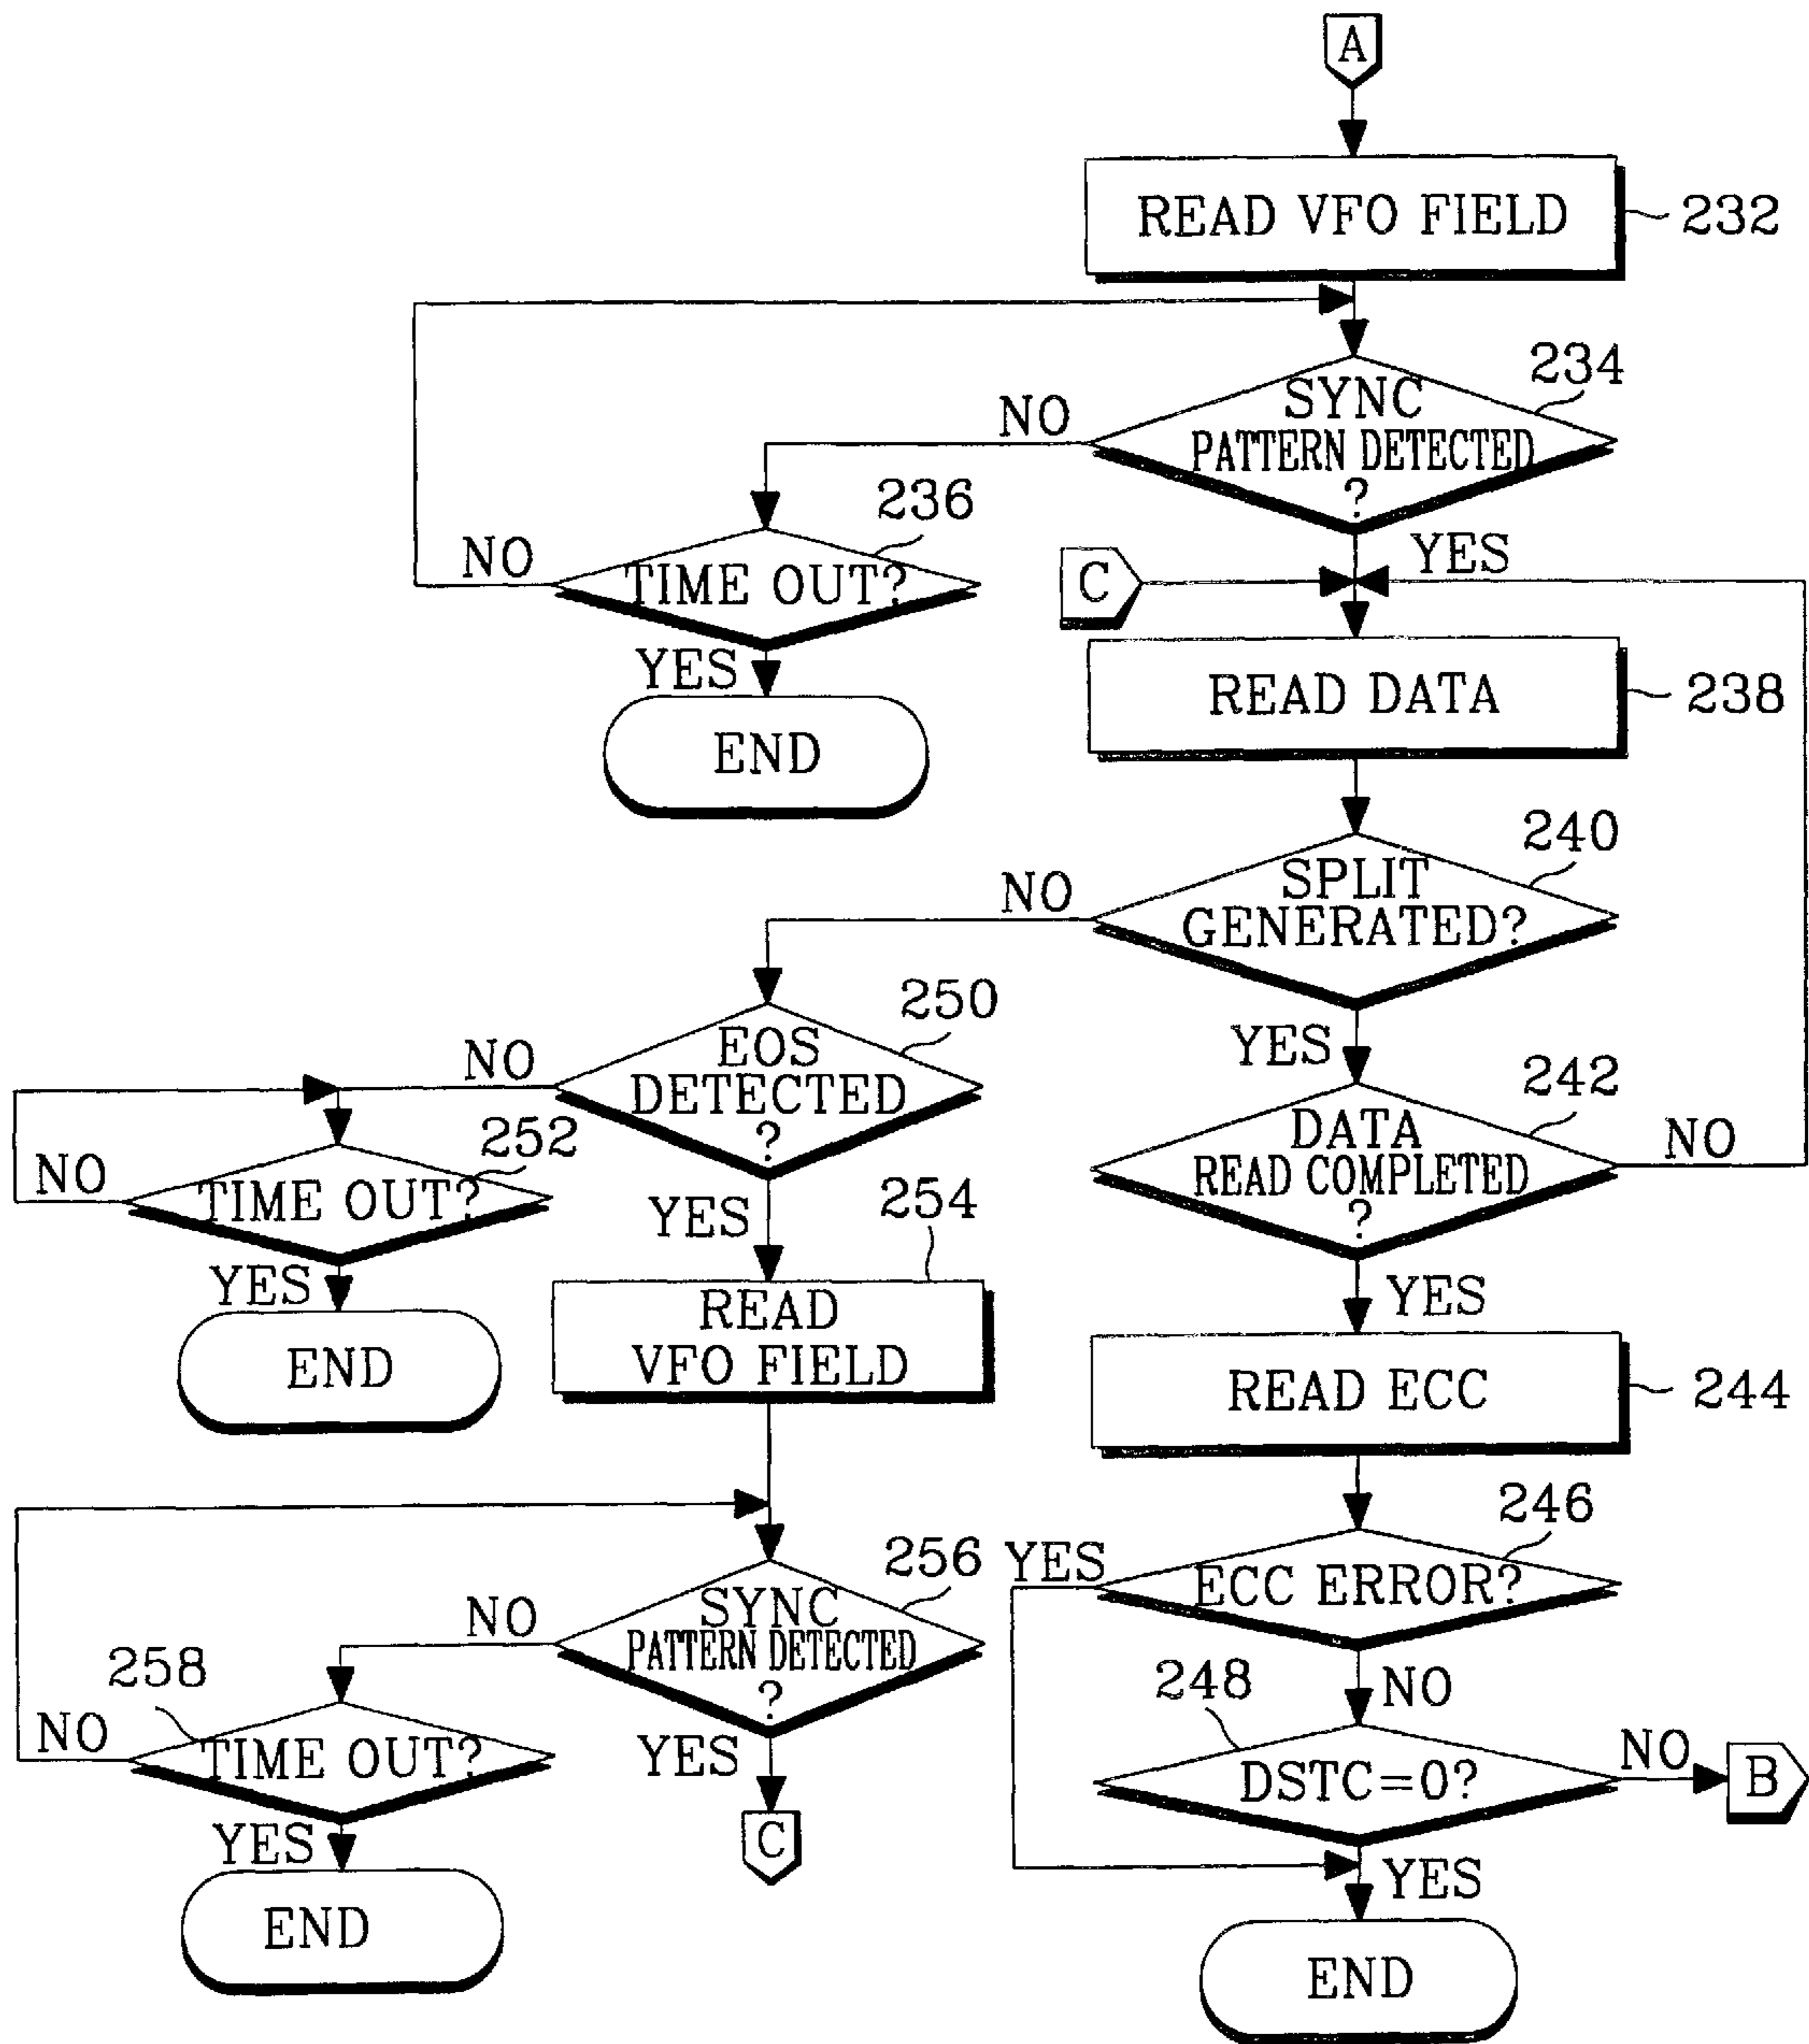 A
READ VFO FIELD
232
234
SYNC
PATTERN DETECTED
?
NO
YES
236
TIME OUT?
NO
YES
END
C
READ DATA
238
240
SPLIT
GENERATED?
NO
YES
250
EOS
DETECTED
?
NO
YES
242
DATA
READ COMPLETED
?
NO
YES
252
TIME OUT?
NO
YES
END
254
READ
VFO FIELD
READ ECC
244
246
ECC ERROR?
YES
NO
256
SYNC
PATTERN DETECTED
?
NO
YES
C
258
TIME OUT?
NO
YES
END
248
DSTC=0?
NO
B
YES
END